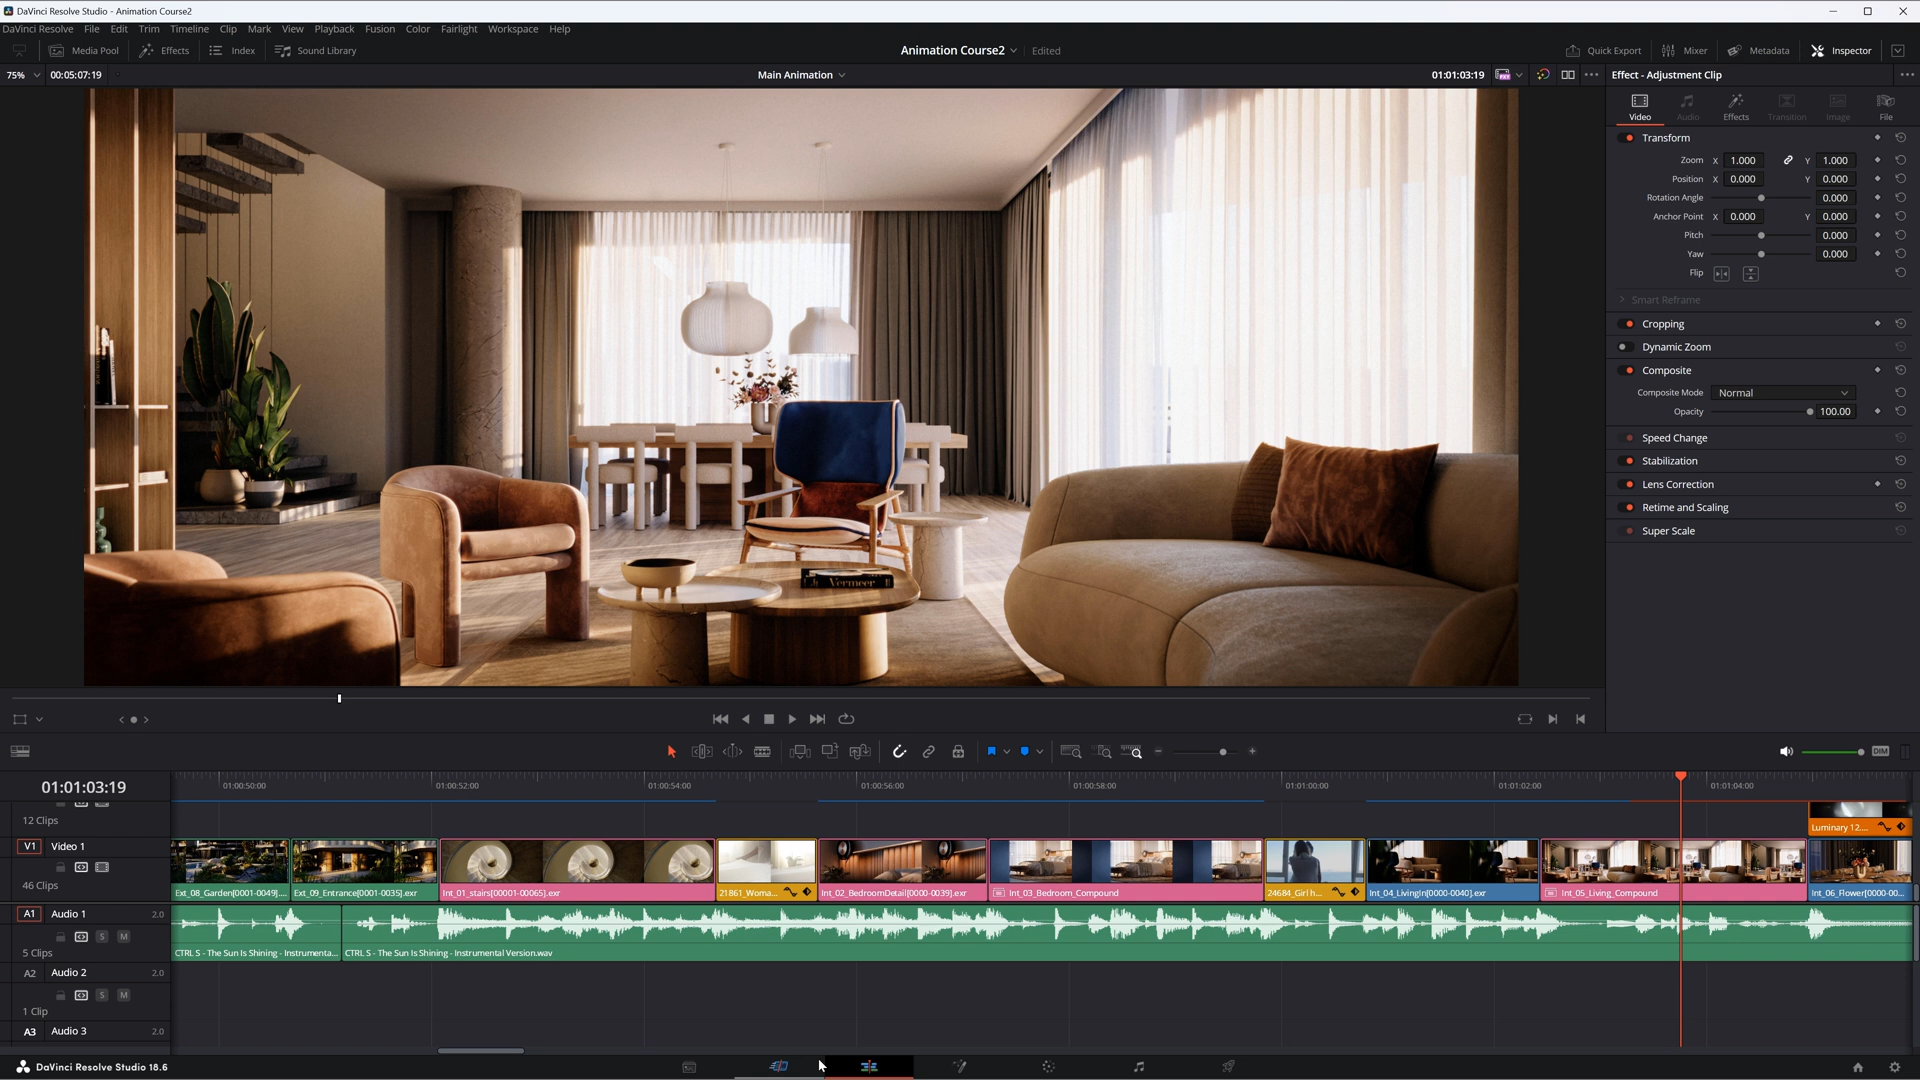 DaVinci Resolve Studio - Animation Course2
DaVinci Resolve File Edit Trim Timeline Clip Mark View Playback Fusion Color Fairlight Workspace Help
Media Pool Effects Index Sound Library Animation Course2 Edited Quick Export Mixer Metadata Inspector
75% 00:05:07:19 Main Animation 01:01:03:19 Effect - Adjustment Clip
Video Audio Effects Transition Image File
Transform
Zoom X 1.000 Y 1.000
Position X 0.000 Y 0.000
Rotation Angle 0.000
Anchor Point X 0.000 Y 0.000
Pitch 0.000
Yaw 0.000
Flip
Smart Reframe
Cropping
Dynamic Zoom
Composite
Composite Mode Normal
Opacity 100.00
Speed Change
Stabilization
Lens Correction
Retime and Scaling
Super Scale
Vermeer
DIM
01:01:03:19
01:00:50:00 01:00:52:00 01:00:54:00 01:00:56:00 01:00:58:00 01:01:00:00 01:01:02:00 01:01:04:00
12 Clips
Luminary 12....
V1 Video 1
46 Clips
Ext_08_Garden[0001-0049].... Ext_09_Entrance[0001-0035].exr Int_01_stairs[00001-00065].exr 21861_Woma... Int_02_BedroomDetail[0000-0039].exr Int_03_Bedroom_Compound 24684_Girl h... Int_04_LivingIn[0000-0040].exr Int_05_Living_Compound Int_06_Flower[0000-00...
A1 Audio 1 2.0
S M
5 Clips
CTRL S - The Sun Is Shining - Instrumenta... CTRL S - The Sun Is Shining - Instrumental Version.wav
A2 Audio 2 2.0
S M
1 Clip
A3 Audio 3 2.0
DaVinci Resolve Studio 18.6